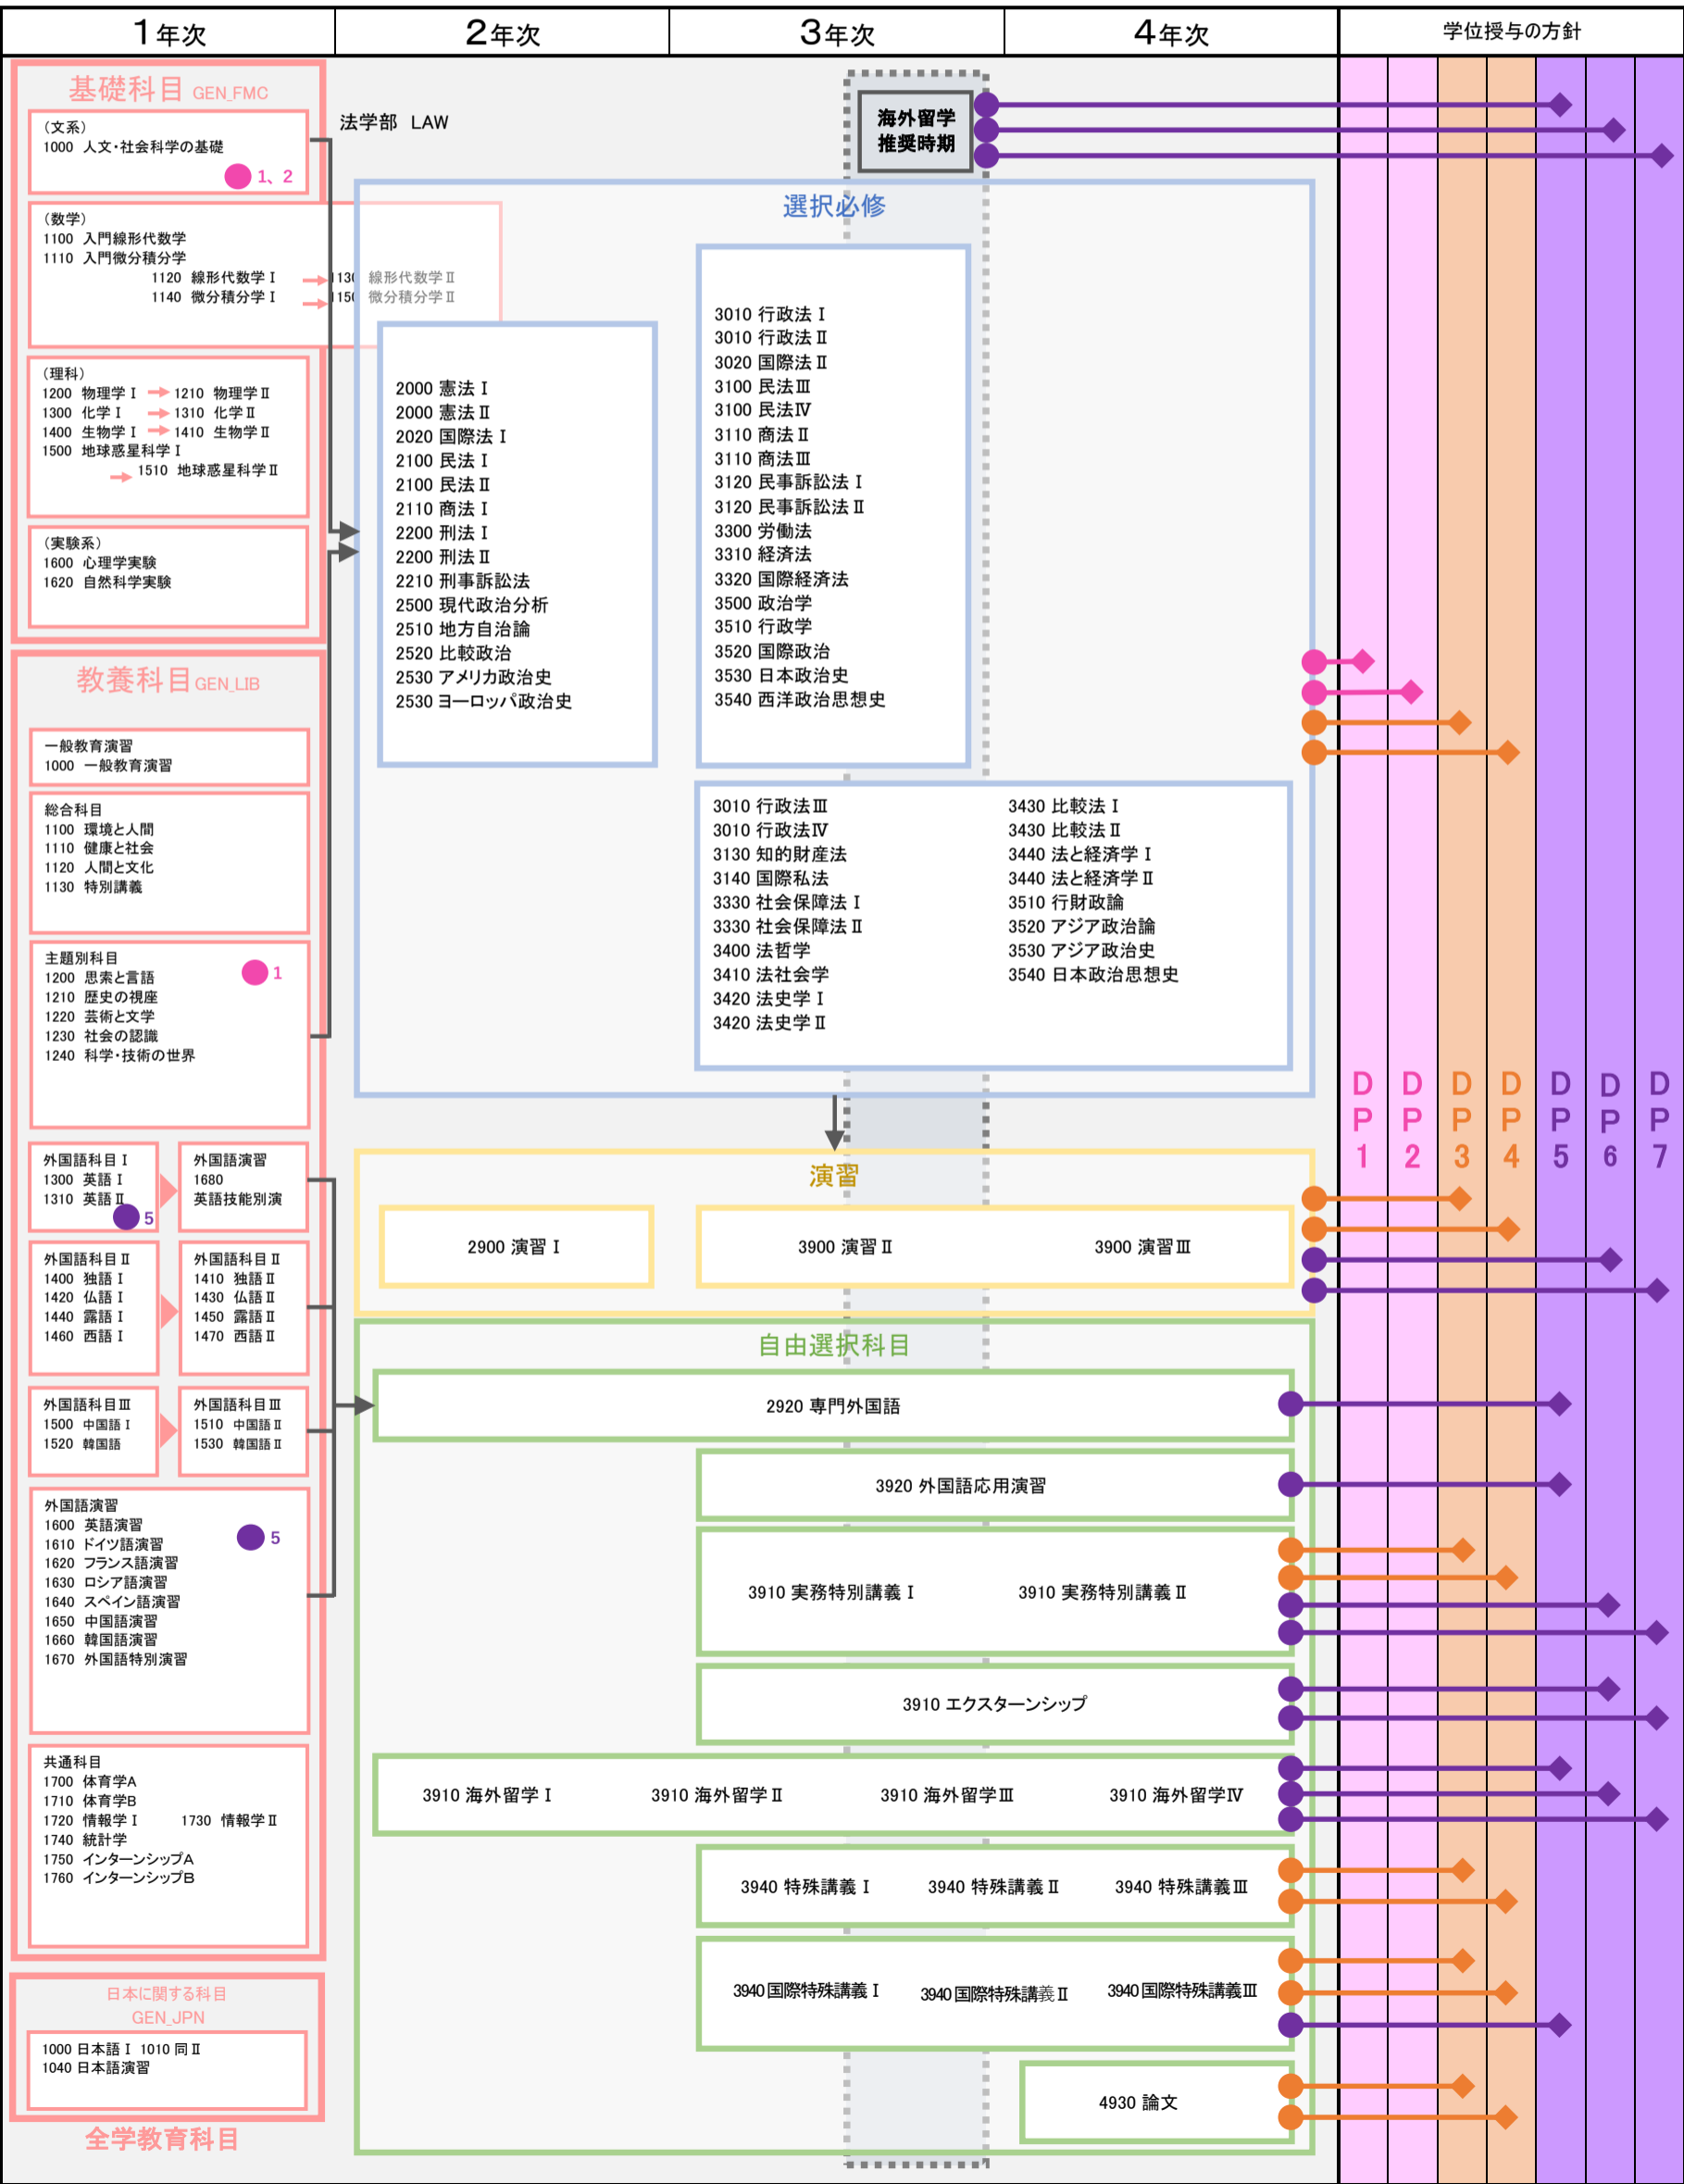 1年次
2年次
3年次
4年次
学位授与の方針
基礎科目 GEN_FMC
(文系)
1000 人文・社会科学の基礎
1、2
(数学)
1100 入門線形代数学
1110 入門微分積分学
1120 線形代数学Ⅰ
1130 線形代数学Ⅱ
1140 微分積分学Ⅰ
1150 微分積分学Ⅱ
(理科)
1200 物理学Ⅰ 1210 物理学Ⅱ
1300 化学Ⅰ 1310 化学Ⅱ
1400 生物学Ⅰ 1410 生物学Ⅱ
1500 地球惑星科学Ⅰ
1510 地球惑星科学Ⅱ
(実験系)
1600 心理学実験
1620 自然科学実験
教養科目GEN_LIB
一般教育演習
1000 一般教育演習
総合科目
1100 環境と人間
1110 健康と社会
1120 人間と文化
1130 特別講義
主題別科目
1
1200 思索と言語
1210 歴史の視座
1220 芸術と文学
1230 社会の認識
1240 科学・技術の世界
外国語科目Ⅰ
1300 英語Ⅰ
1310 英語Ⅱ
5
外国語演習
1680
英語技能別演
外国語科目Ⅱ
1400 独語Ⅰ
1420 仏語Ⅰ
1440 露語Ⅰ
1460 西語Ⅰ
外国語科目Ⅱ
1410 独語Ⅱ
1430 仏語Ⅱ
1450 露語Ⅱ
1470 西語Ⅱ
外国語科目Ⅲ
1500 中国語Ⅰ
1520 韓国語
外国語科目Ⅲ
1510 中国語Ⅱ
1530 韓国語Ⅱ
外国語演習
1600 英語演習
5
1610 ドイツ語演習
1620 フランス語演習
1630 ロシア語演習
1640 スペイン語演習
1650 中国語演習
1660 韓国語演習
1670 外国語特別演習
共通科目
1700 体育学A
1710 体育学B
1720 情報学Ⅰ 1730 情報学Ⅱ
1740 統計学
1750 インターンシップA
1760 インターンシップB
日本に関する科目
GEN_JPN
1000 日本語Ⅰ 1010 同Ⅱ
1040 日本語演習
全学教育科目
法学部 LAW
海外留学
推奨時期
選択必修
2000 憲法Ⅰ
2000 憲法Ⅱ
2020 国際法Ⅰ
2100 民法Ⅰ
2100 民法Ⅱ
2110 商法Ⅰ
2200 刑法Ⅰ
2200 刑法Ⅱ
2210 刑事訴訟法
2500 現代政治分析
2510 地方自治論
2520 比較政治
2530 アメリカ政治史
2530 ヨーロッパ政治史
3010 行政法Ⅰ
3010 行政法Ⅱ
3020 国際法Ⅱ
3100 民法Ⅲ
3100 民法Ⅳ
3110 商法Ⅱ
3110 商法Ⅲ
3120 民事訴訟法Ⅰ
3120 民事訴訟法Ⅱ
3300 労働法
3310 経済法
3320 国際経済法
3500 政治学
3510 行政学
3520 国際政治
3530 日本政治史
3540 西洋政治思想史
3010 行政法Ⅲ
3010 行政法Ⅳ
3130 知的財産法
3140 国際私法
3330 社会保障法Ⅰ
3330 社会保障法Ⅱ
3400 法哲学
3410 法社会学
3420 法史学Ⅰ
3420 法史学Ⅱ
3430 比較法Ⅰ
3430 比較法Ⅱ
3440 法と経済学Ⅰ
3440 法と経済学Ⅱ
3510 行財政論
3520 アジア政治論
3530 アジア政治史
3540 日本政治思想史
演習
2900 演習Ⅰ
3900 演習Ⅱ
3900 演習Ⅲ
自由選択科目
2920 専門外国語
3920 外国語応用演習
3910 実務特別講義Ⅰ
3910 実務特別講義Ⅱ
3910 エクスターンシップ
3910 海外留学Ⅰ
3910 海外留学Ⅱ
3910 海外留学Ⅲ
3910 海外留学Ⅳ
3940 特殊講義Ⅰ
3940 特殊講義Ⅱ
3940 特殊講義Ⅲ
3940 国際特殊講義Ⅰ
3940 国際特殊講義Ⅱ
3940 国際特殊講義Ⅲ
4930 論文
DP1
DP2
DP3
DP4
DP5
DP6
DP7